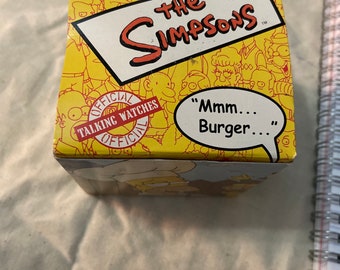 the
SIMPSONS
OFFICIAL
TALKING WATCHES
OFFICIAL
"Mmm...
Burger..."